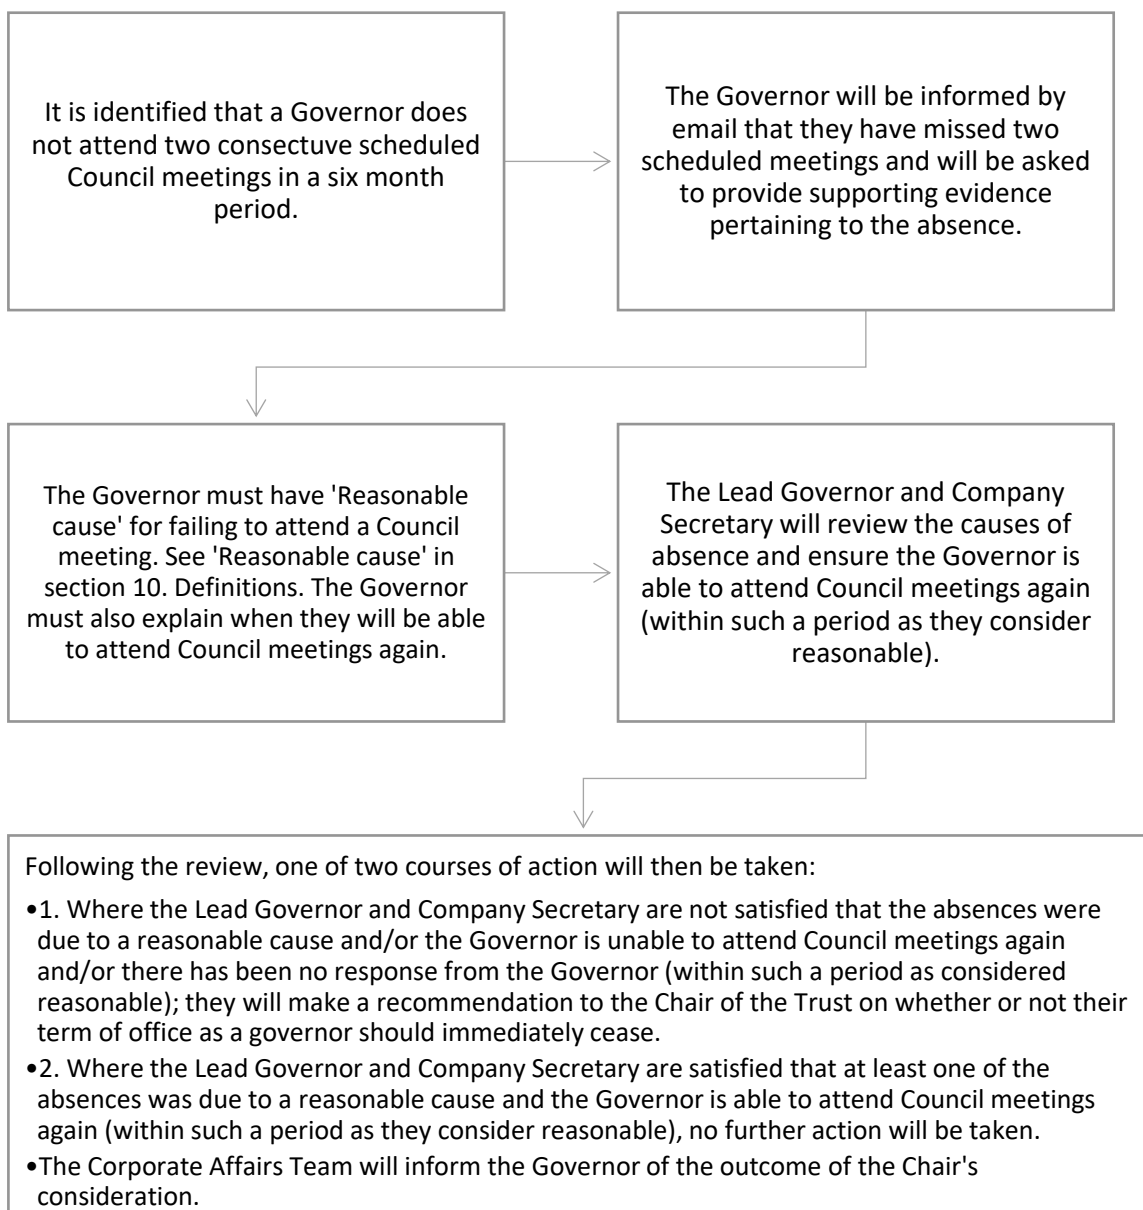 It is identified that a Governor does
not attend two consectuve scheduled
Council meetings in a six month
period.
The Governor will be informed by
email that they have missed two
scheduled meetings and will be asked
to provide supporting evidence
pertaining to the absence.
The Governor must have 'Reasonable
cause' for failing to attend a Council
meeting. See 'Reasonable cause' in
section 10. Definitions. The Governor
must also explain when they will be able
to attend Council meetings again.
The Lead Governor and Company
Secretary will review the causes of
absence and ensure the Governor is
able to attend Council meetings again
(within such a period as they consider
reasonable).
Following the review, one of two courses of action will then be taken:
•1. Where the Lead Governor and Company Secretary are not satisfied that the absences were
due to a reasonable cause and/or the Governor is unable to attend Council meetings again
and/or there has been no response from the Governor (within such a period as considered
reasonable); they will make a recommendation to the Chair of the Trust on whether or not their
term of office as a governor should immediately cease.
•2. Where the Lead Governor and Company Secretary are satisfied that at least one of the
absences was due to a reasonable cause and the Governor is able to attend Council meetings
again (within such a period as they consider reasonable), no further action will be taken.
•The Corporate Affairs Team will inform the Governor of the outcome of the Chair's
consideration.